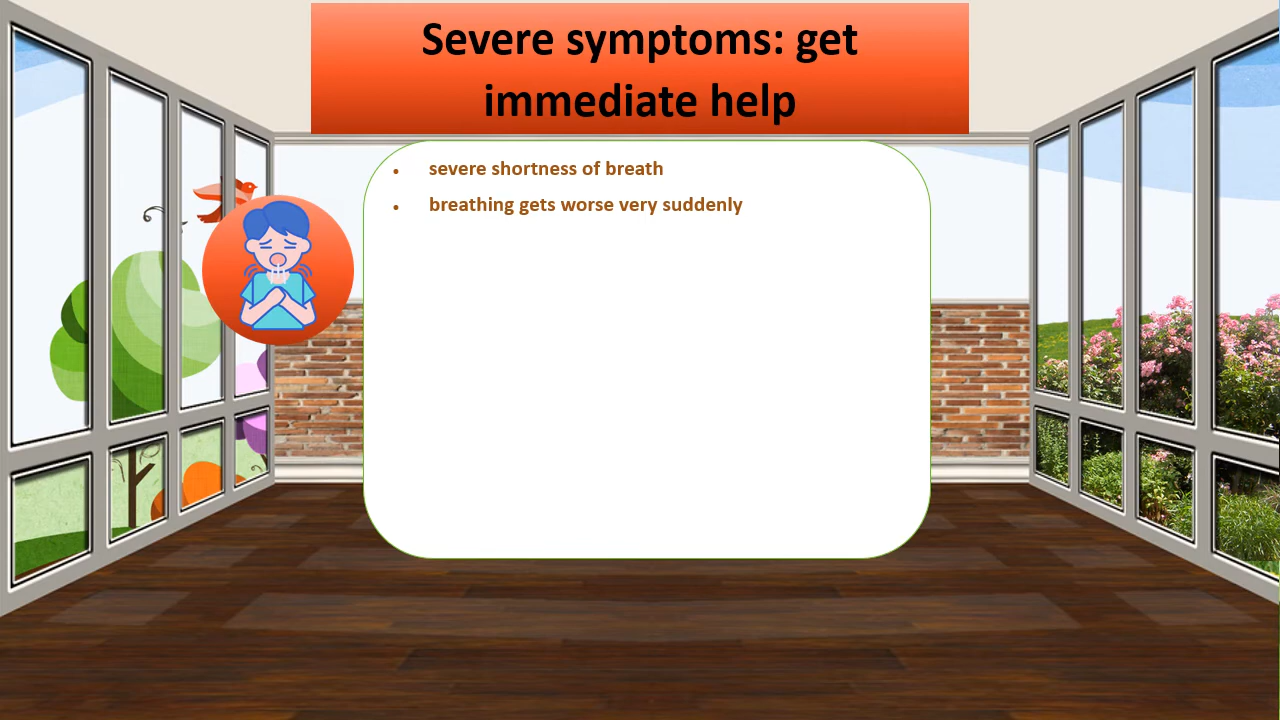 Severe symptoms: get
immediate help
• severe shortness of breath
• breathing gets worse very suddenly